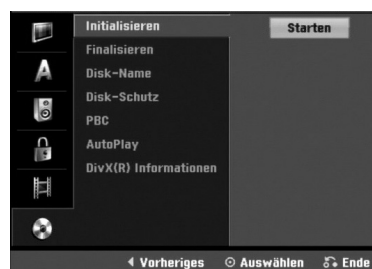 Initialisieren
Starten
Finalisieren
Disk-Name
Disk-Schutz
PBC
AutoPlay
DivX(R) Informationen
A
Vorheriges Auswählen Ende